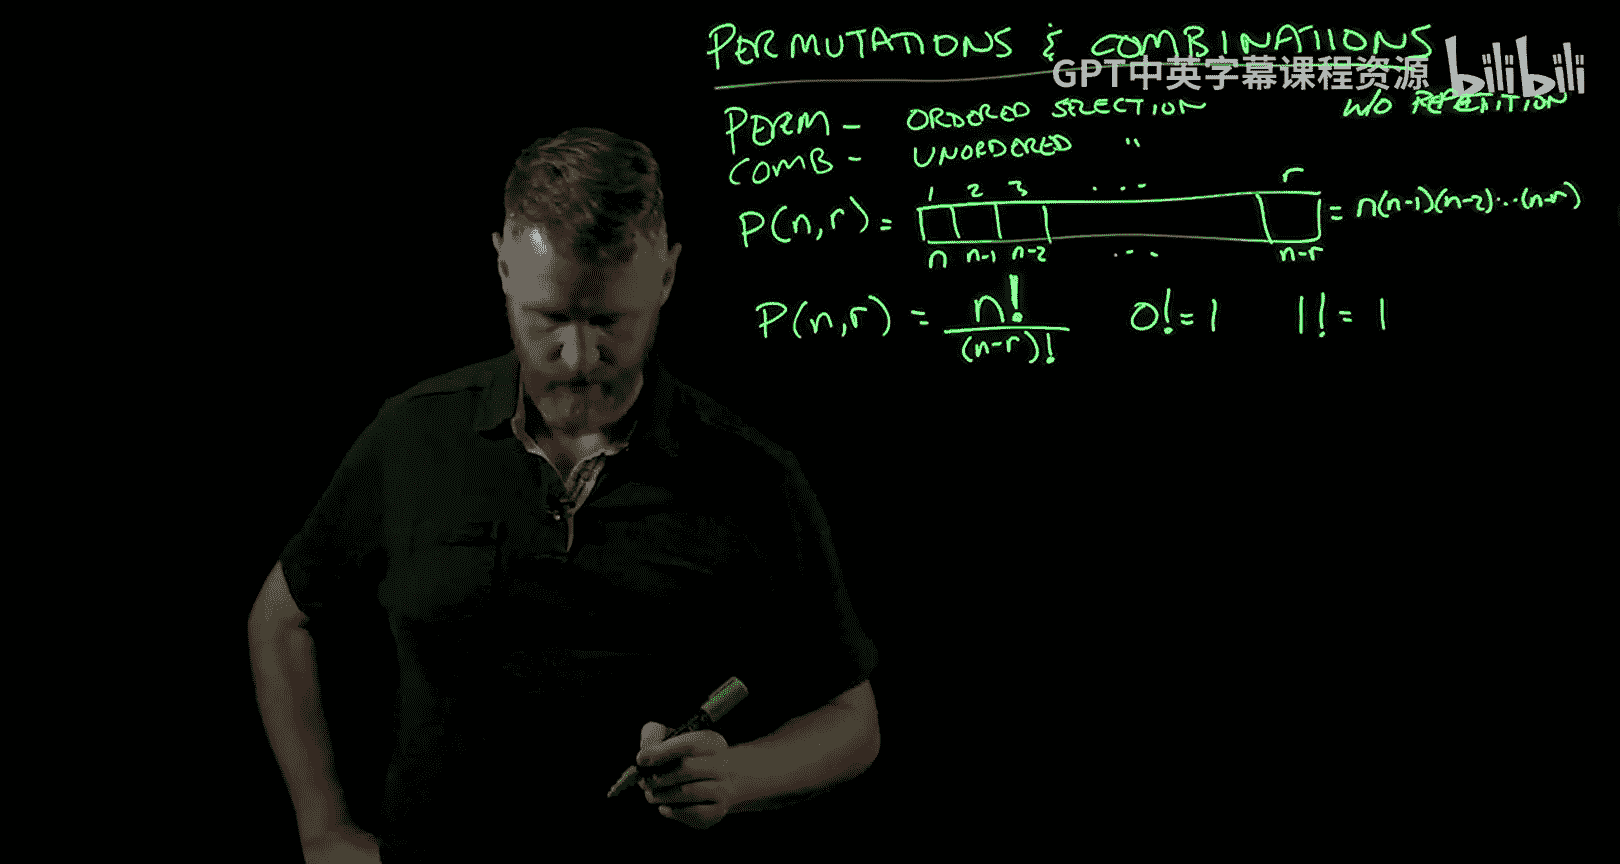 PERMUTATIONS & COMBINATIIONS
GPT中英字幕课程资源 bilibili
PERM - ORDERED SELECTION W/O REPETITION
COMB - UNORDERED "
1 2 3 ... r
P(n,r) = = n(n-1)(n-2)...(n-r)
n n-1 n-2 ... n-r
P(n,r) = n!/(n-r)! 0! = 1 1! = 1